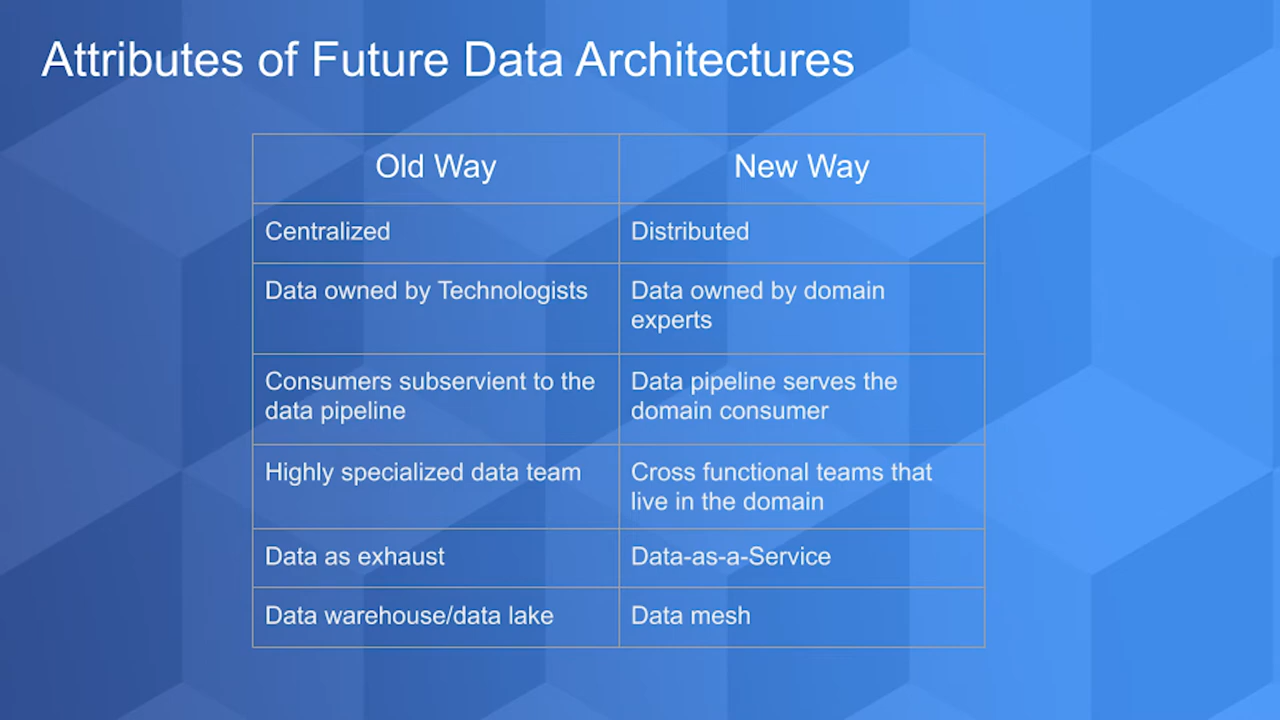 Attributes of Future Data Architectures
Old Way
New Way
Centralized
Distributed
Data owned by Technologists
Data owned by domain
experts
Consumers subservient to the
data pipeline
Data pipeline serves the
domain consumer
Highly specialized data team
Cross functional teams that
live in the domain
Data as exhaust
Data-as-a-Service
Data warehouse/data lake
Data mesh